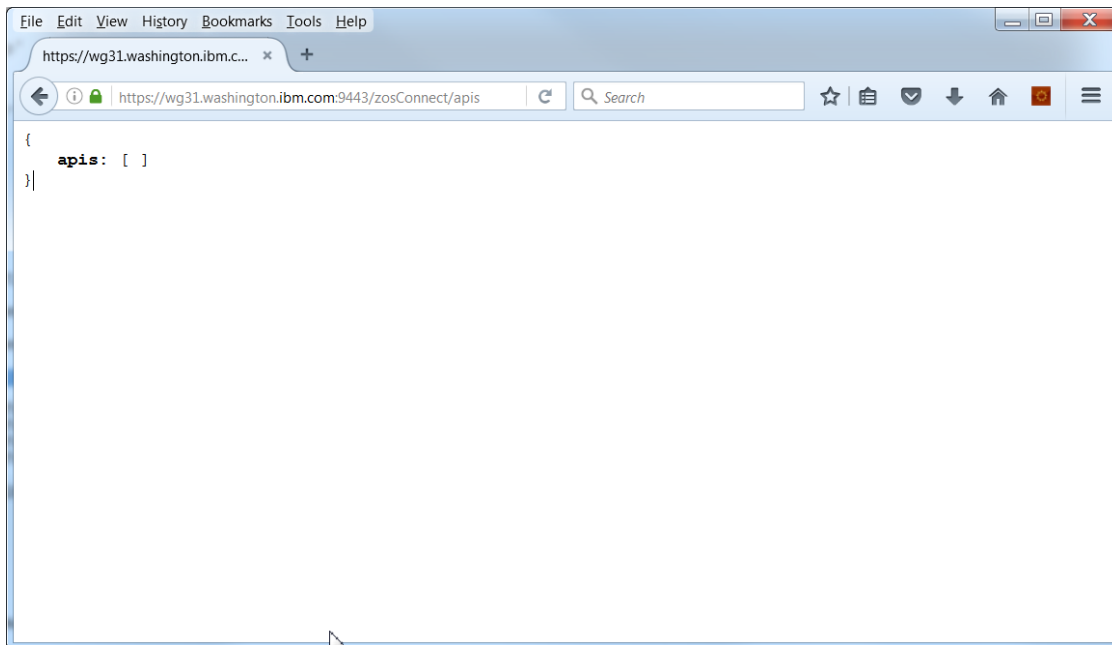 File Edit View History Bookmarks Tools Help
https://wg31.washington.ibm.c...
https://wg31.washington.ibm.com:9443/zosConnect/apis Search
{
apis: [ ]
}